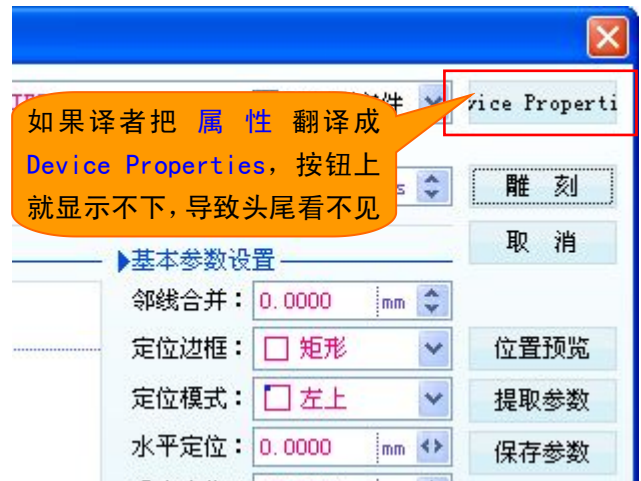 件
vice Properti
如果译者把 属 性 翻译成
Device Properties，按钮上
就显示不下，导致头尾看不见
s
雕 刻
取 消
基本参数设置
邻线合并： 0.0000 mm
定位边框： 矩形
位置预览
定位模式： 左上
提取参数
水平定位： 0.0000 mm
保存参数